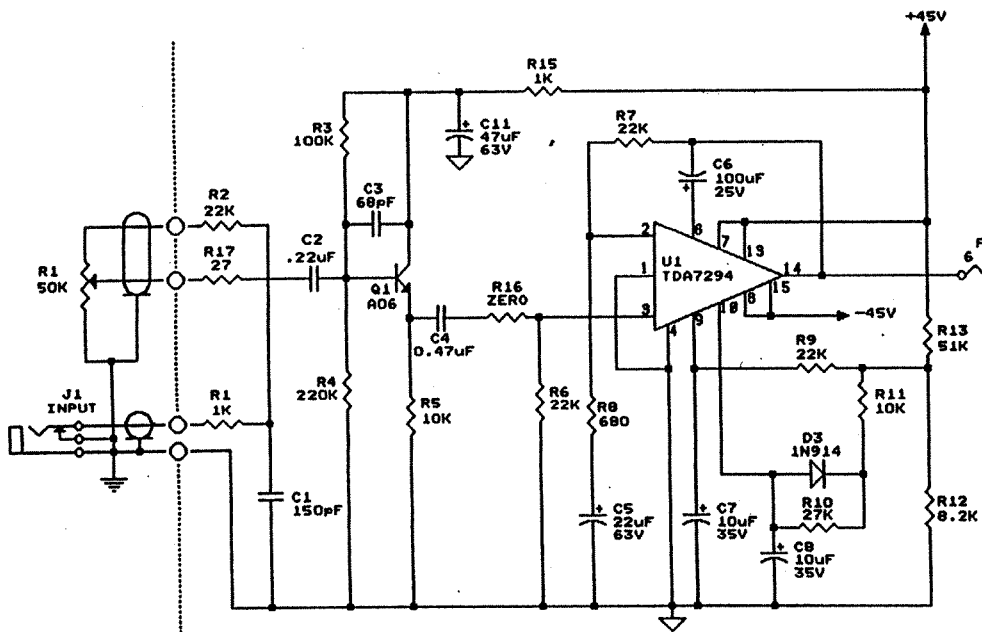 +45V
R15
1K
R3
100K
C11
47uF
63V
R7
22K
C6
100uF
25V
C3
68pF
R2
22K
R17
27
C2
.22uF
R1
50K
Q1
A06
C4
0.47uF
R16
ZERO
U1
TDA7294
2
1
3
4
6
7
13
14
15
8
10
9
6
-45V
R13
51K
R9
22K
R11
10K
D3
1N914
R10
27K
R12
8.2K
J1
INPUT
R1
1K
R4
220K
R5
10K
R6
22K
R8
680
C1
150pF
C5
22uF
63V
C7
10uF
35V
C8
10uF
35V